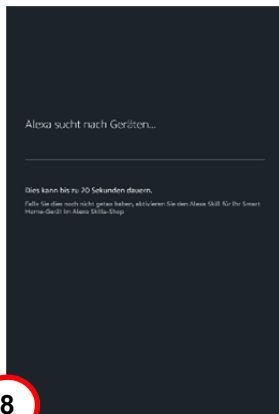 Alexa sucht nach Geräten...
Dies kann bis zu 20 Sekunden dauern.
Falls Sie dies noch nicht getan haben, aktivieren Sie den Alexa Skill für Ihr Smart
Home-Gerät im Alexa Skills-Shop
8